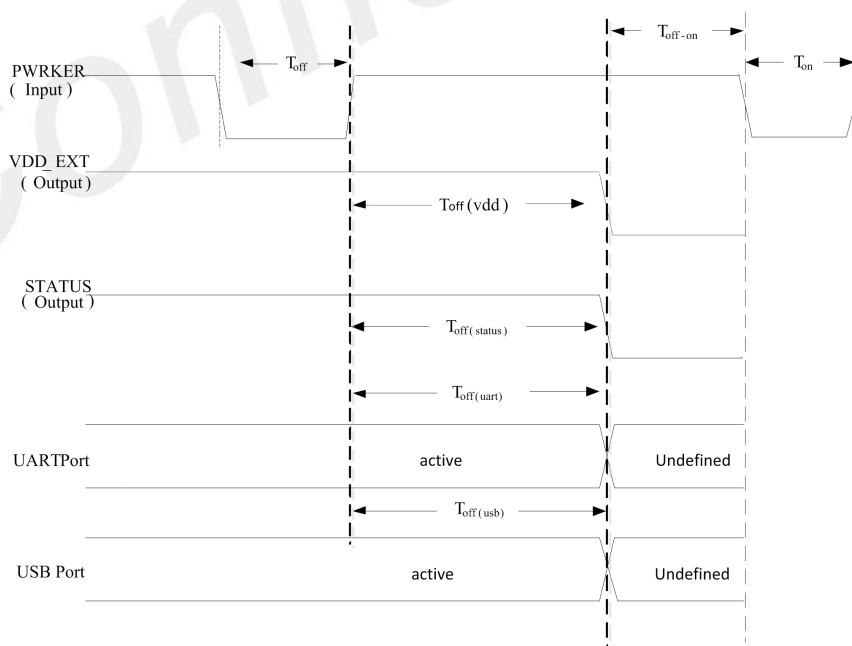 Toff-on
Toff
Ton
PWRKER
( Input )
VDD_EXT
( Output )
Toff (vdd )
STATUS
( Output )
Toff( status )
Toff(uart)
UARTPort
active
Undefined
Toff( usb)
USB Port
active
Undefined